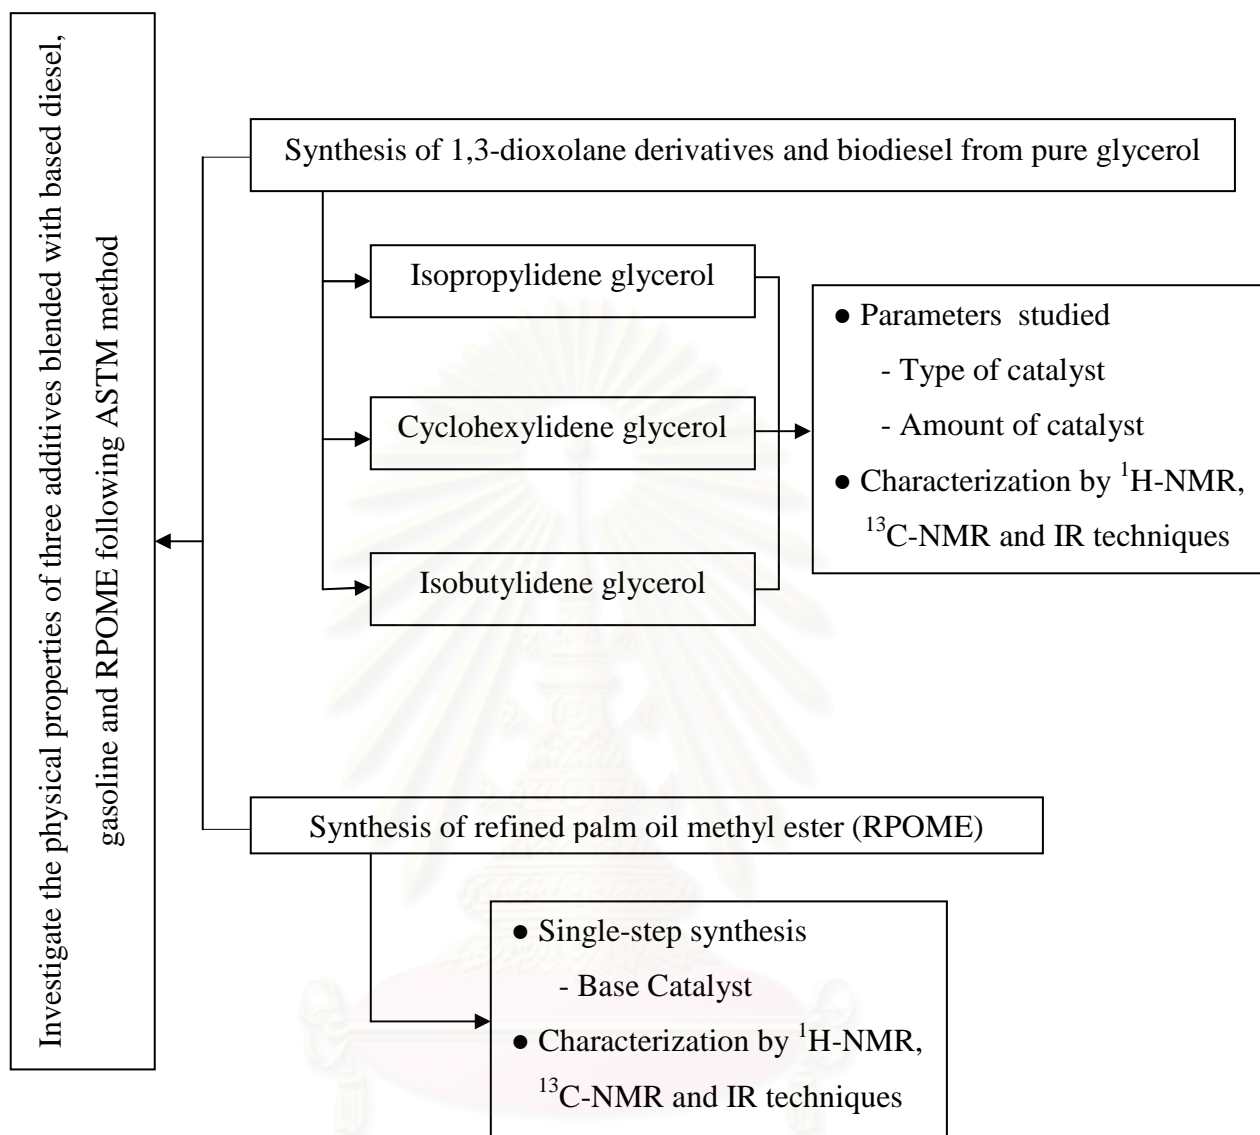 Investigate the physical properties of three additives blended with based diesel,
gasoline and RPOME following ASTM method
Synthesis of 1,3-dioxolane derivatives and biodiesel from pure glycerol
Isopropylidene glycerol
Cyclohexylidene glycerol
Isobutylidene glycerol
● Parameters studied
- Type of catalyst
- Amount of catalyst
● Characterization by ¹H-NMR,
¹³C-NMR and IR techniques
Synthesis of refined palm oil methyl ester (RPOME)
● Single-step synthesis
- Base Catalyst
● Characterization by ¹H-NMR,
¹³C-NMR and IR techniques